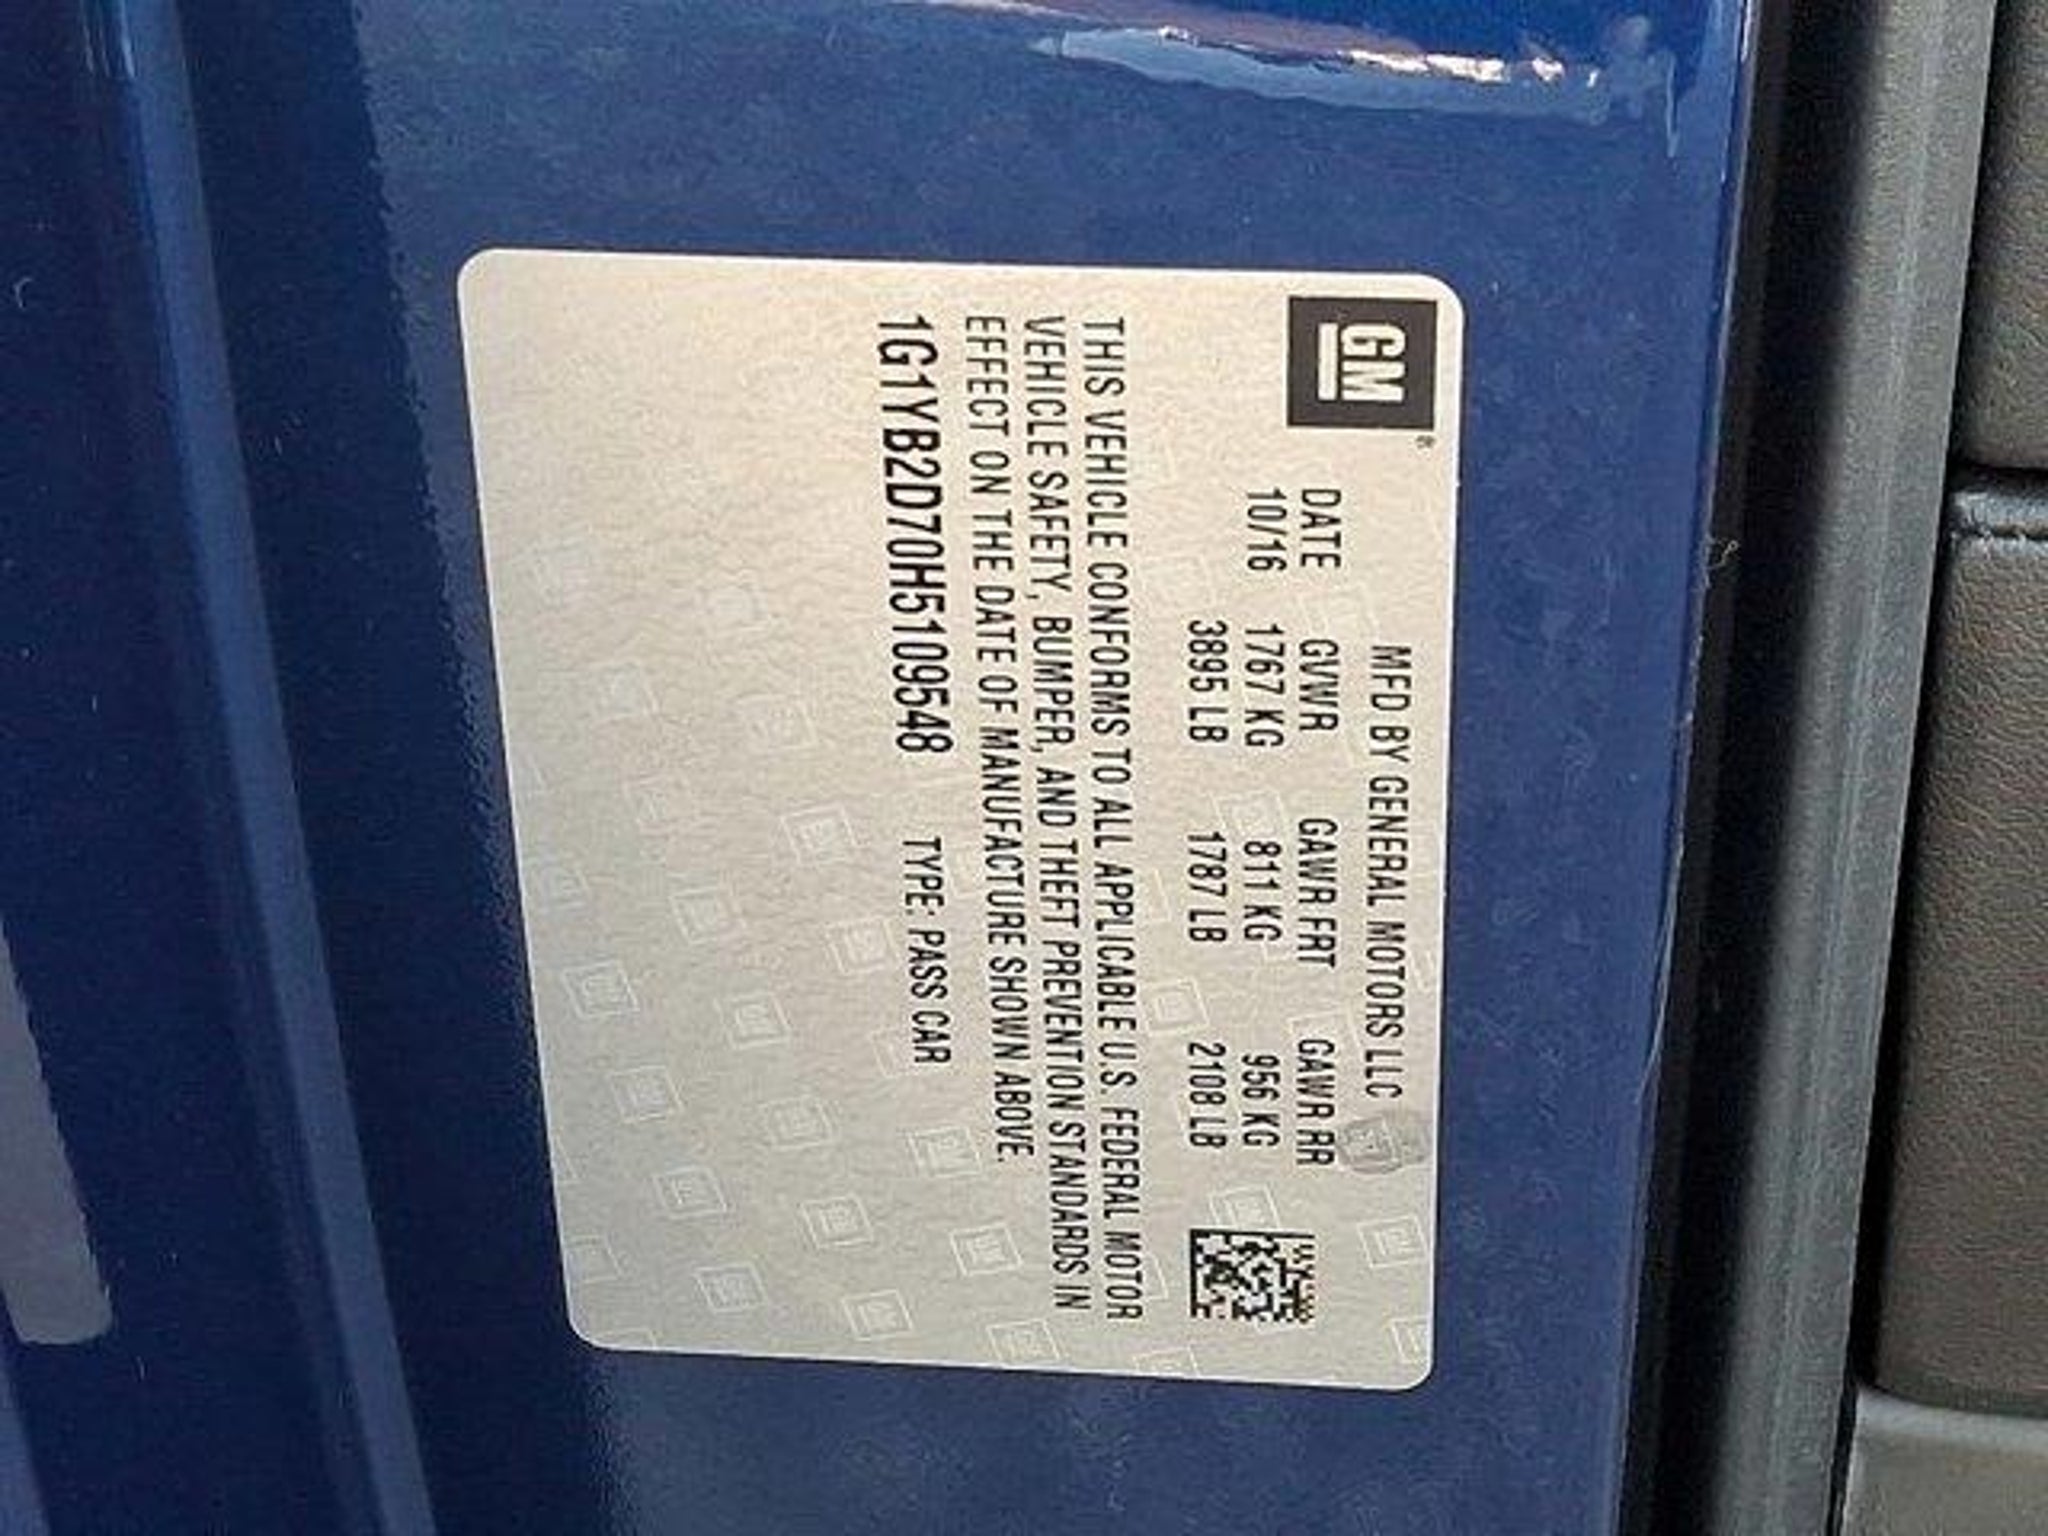 GM®
MFD BY GENERAL MOTORS LLC
DATE GVWR GAWR FRT GAWR RR
10/16 1767 KG 811 KG 956 KG
3895 LB 1787 LB 2108 LB
THIS VEHICLE CONFORMS TO ALL APPLICABLE U.S. FEDERAL MOTOR
VEHICLE SAFETY, BUMPER, AND THEFT PREVENTION STANDARDS IN
EFFECT ON THE DATE OF MANUFACTURE SHOWN ABOVE.
1G1YB2D70H5109548 TYPE: PASS CAR